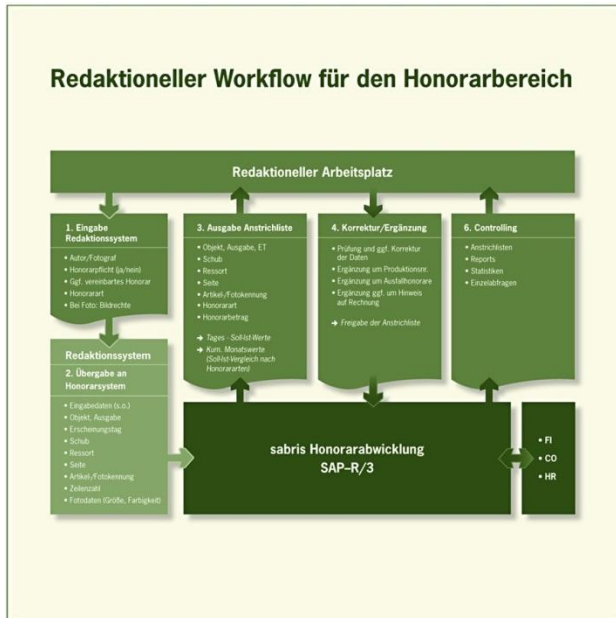 Redaktioneller Workflow für den Honorarbereich
Redaktioneller Arbeitsplatz
1. Eingabe
Redaktionssystem
• Autor/Fotograf
• Honorarpflicht (ja/nein)
• Ggf. vereinbartes Honorar
• Honorarart
• Bei Foto: Bildrechte
Redaktionssystem
2. Übergabe an
Honorarsystem
• Eingabedaten (s.o.)
• Objekt, Ausgabe
• Erscheinungstag
• Schub
• Ressort
• Seite
• Artikel-/Fotokennung
• Zeilenzahl
• Fotodaten (Größe, Farbigkeit)
3. Ausgabe Anstrichliste
• Objekt, Ausgabe, ET
• Schub
• Ressort
• Seite
• Artikel-/Fotokennung
• Honorarart
• Honorarbetrag
➔ Tages - Soll-Ist-Werte
➔ Kum. Monatswerte
(Soll-Ist-Vergleich nach
Honorararten)
4. Korrektur/Ergänzung
• Prüfung und ggf. Korrektur
der Daten
• Ergänzung um Produktionsnr.
• Ergänzung um Ausfallhonorare
• Ergänzung ggf. um Hinweis
auf Rechnung
➔ Freigabe der Anstrichliste
6. Controlling
• Anstrichlisten
• Reports
• Statistiken
• Einzelabfragen
sabris Honorarabwicklung
SAP–R/3
• FI
• CO
• HR